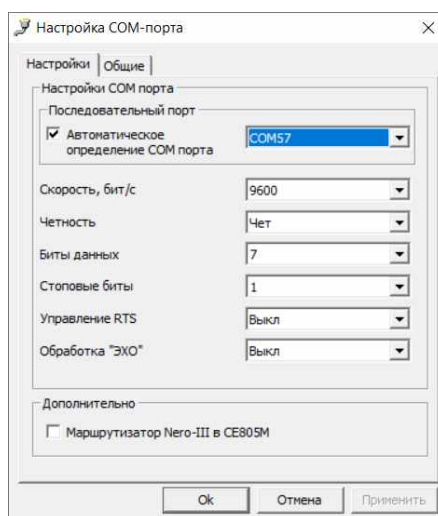 Настройка COM-порта
Настройки Общие
Настройки COM порта
Последовательный порт
Автоматическое определение COM порта COM57
Скорость, бит/с 9600
Четность Чет
Биты данных 7
Стоповые биты 1
Управление RTS Выкл
Обработка "ЭХО" Выкл
Дополнительно
Маршрутизатор Nero-III в CE805M
Ok Отмена Применить